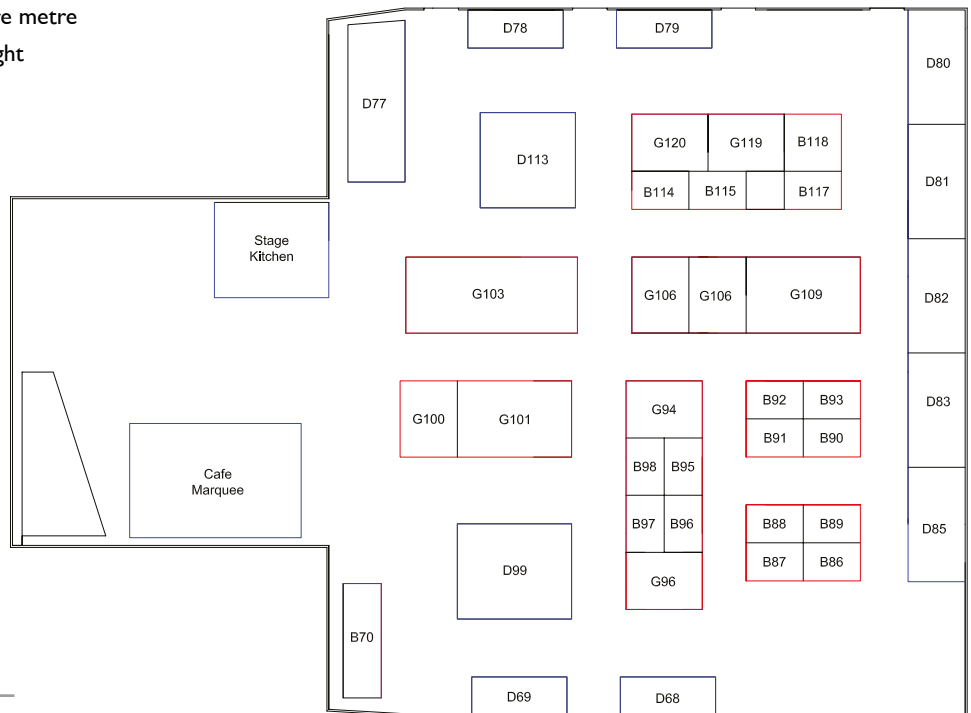 re metre
ght
D78
D79
D80
D77
G120
G119
B118
D113
B114
B115
B117
D81
Stage
Kitchen
G103
G106
G106
G109
D82
G100
G101
G94
B92
B93
D83
B91
B90
B98
B95
Cafe
Marquee
B97
B96
B88
B89
D85
D99
B87
B86
G96
B70
D69
D68